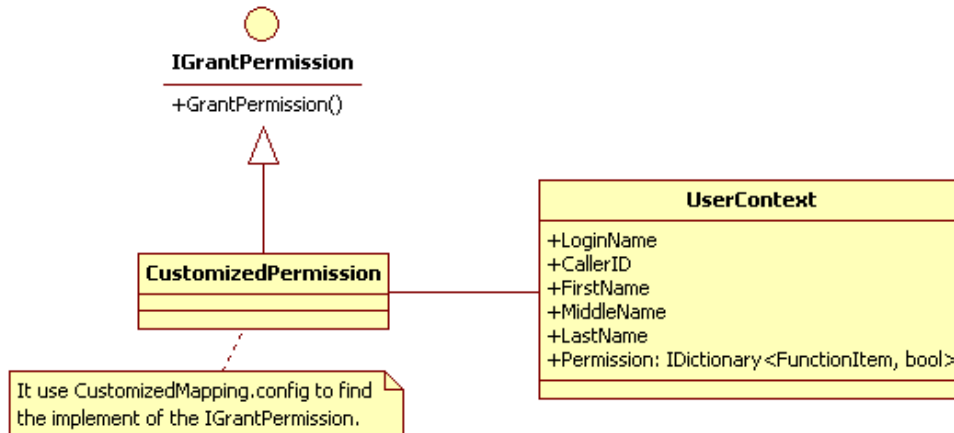 IGrantPermission
+GrantPermission()
UserContext
+LoginName
+CallerID
+FirstName
+MiddleName
+LastName
+Permission: IDictionary<FunctionItem, bool>
CustomizedPermission
It use CustomizedMapping.config to find
the implement of the IGrantPermission.